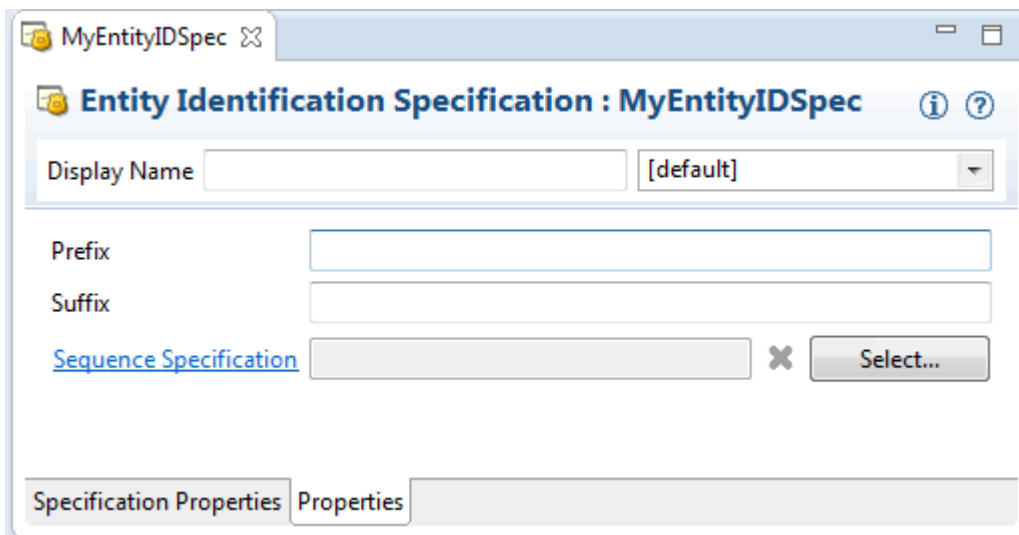 MyEntityIDSpec
Entity Identification Specification : MyEntityIDSpec
Display Name [default]
Prefix
Suffix
Sequence Specification Select...
Specification Properties Properties